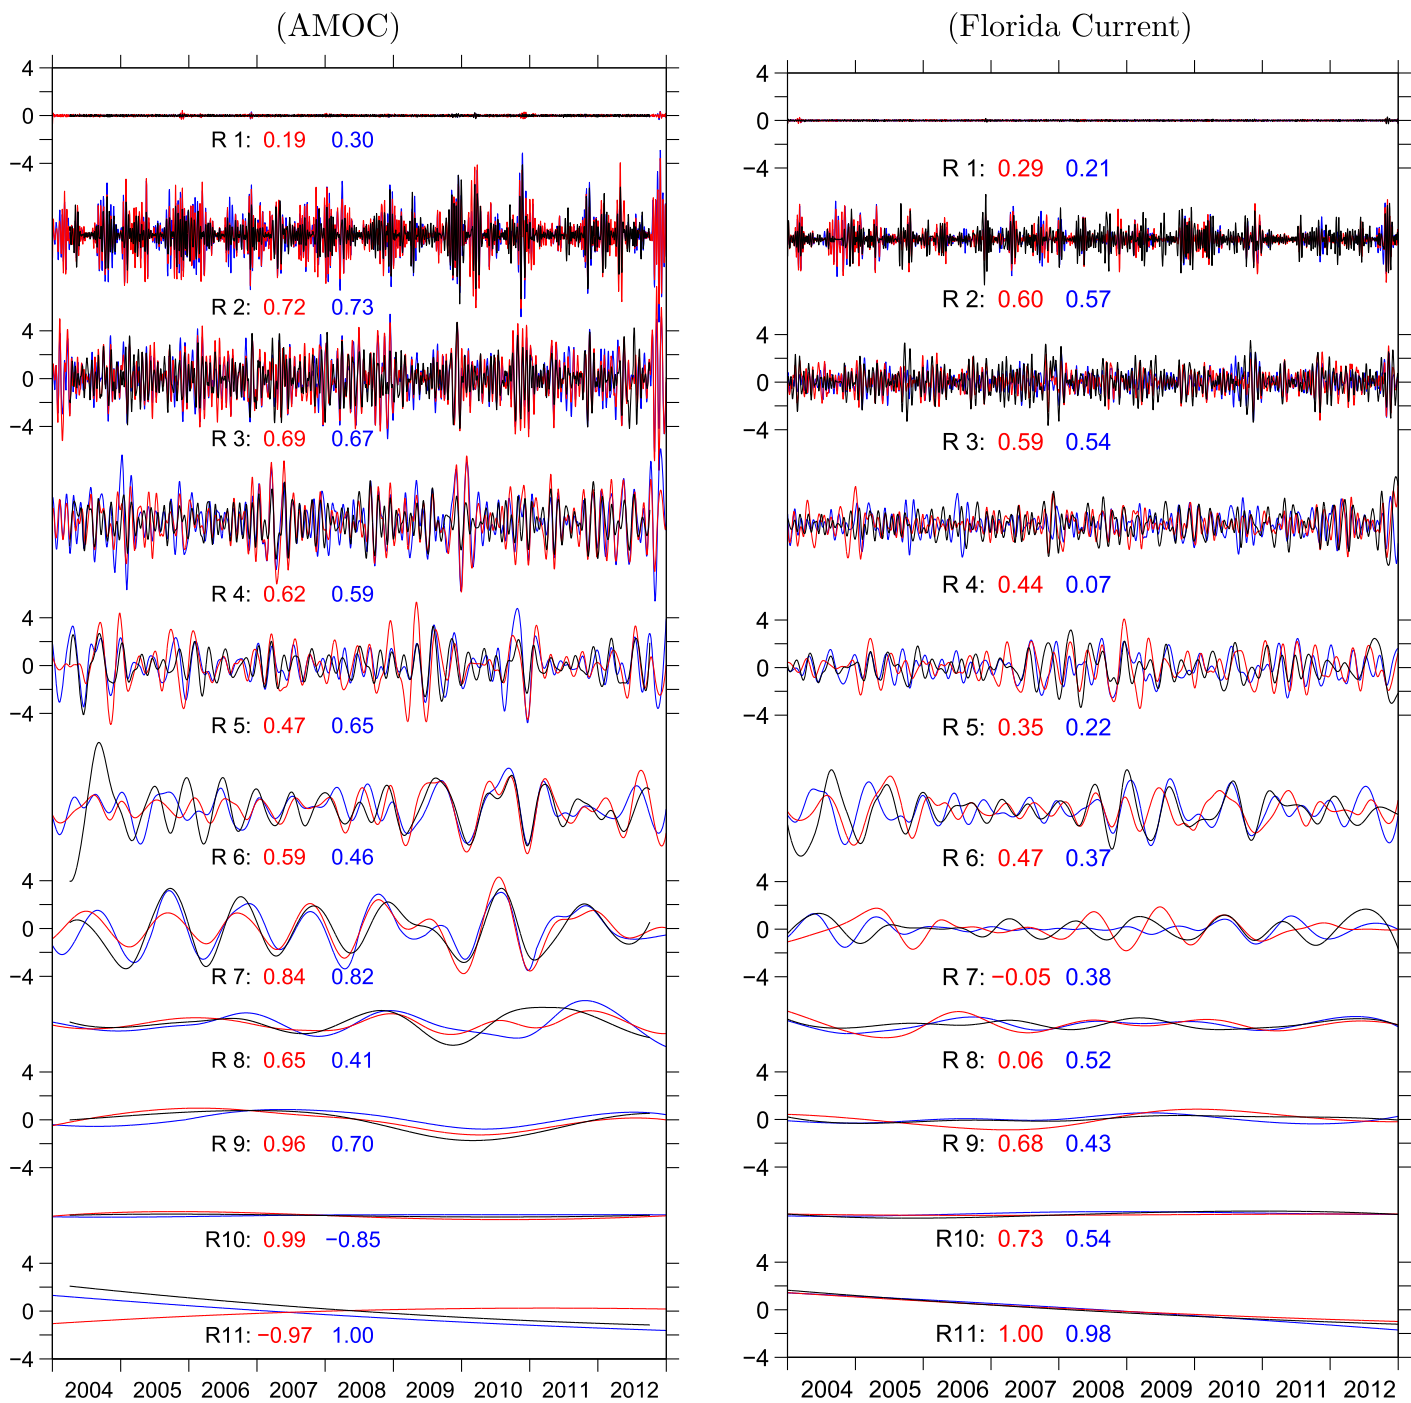 (AMOC)
4
0
−4
R 1: 0.19 0.30
R 2: 0.72 0.73
4
0
−4
R 3: 0.69 0.67
R 4: 0.62 0.59
4
0
−4
R 5: 0.47 0.65
R 6: 0.59 0.46
4
0
−4
R 7: 0.84 0.82
R 8: 0.65 0.41
4
0
−4
R 9: 0.96 0.70
R10: 0.99 −0.85
4
0
−4
R11: −0.97 1.00
2004 2005 2006 2007 2008 2009 2010 2011 2012
(Florida Current)
4
0
−4
R 1: 0.29 0.21
R 2: 0.60 0.57
4
0
−4
R 3: 0.59 0.54
R 4: 0.44 0.07
4
0
−4
R 5: 0.35 0.22
R 6: 0.47 0.37
4
0
−4
R 7: −0.05 0.38
R 8: 0.06 0.52
4
0
−4
R 9: 0.68 0.43
R10: 0.73 0.54
4
0
−4
R11: 1.00 0.98
2004 2005 2006 2007 2008 2009 2010 2011 2012